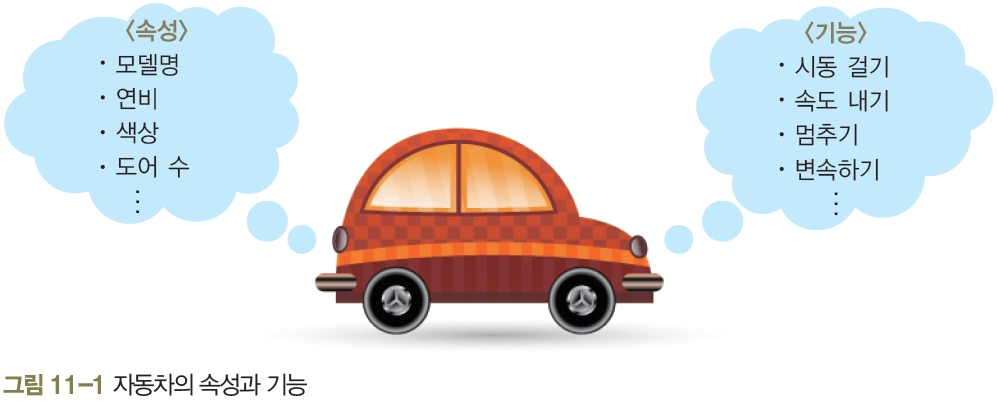 〈속성〉
· 모델명
· 연비
· 색상
· 도어 수
⋮
〈기능〉
· 시동 걸기
· 속도 내기
· 멈추기
· 변속하기
⋮
그림 11-1 자동차의 속성과 기능